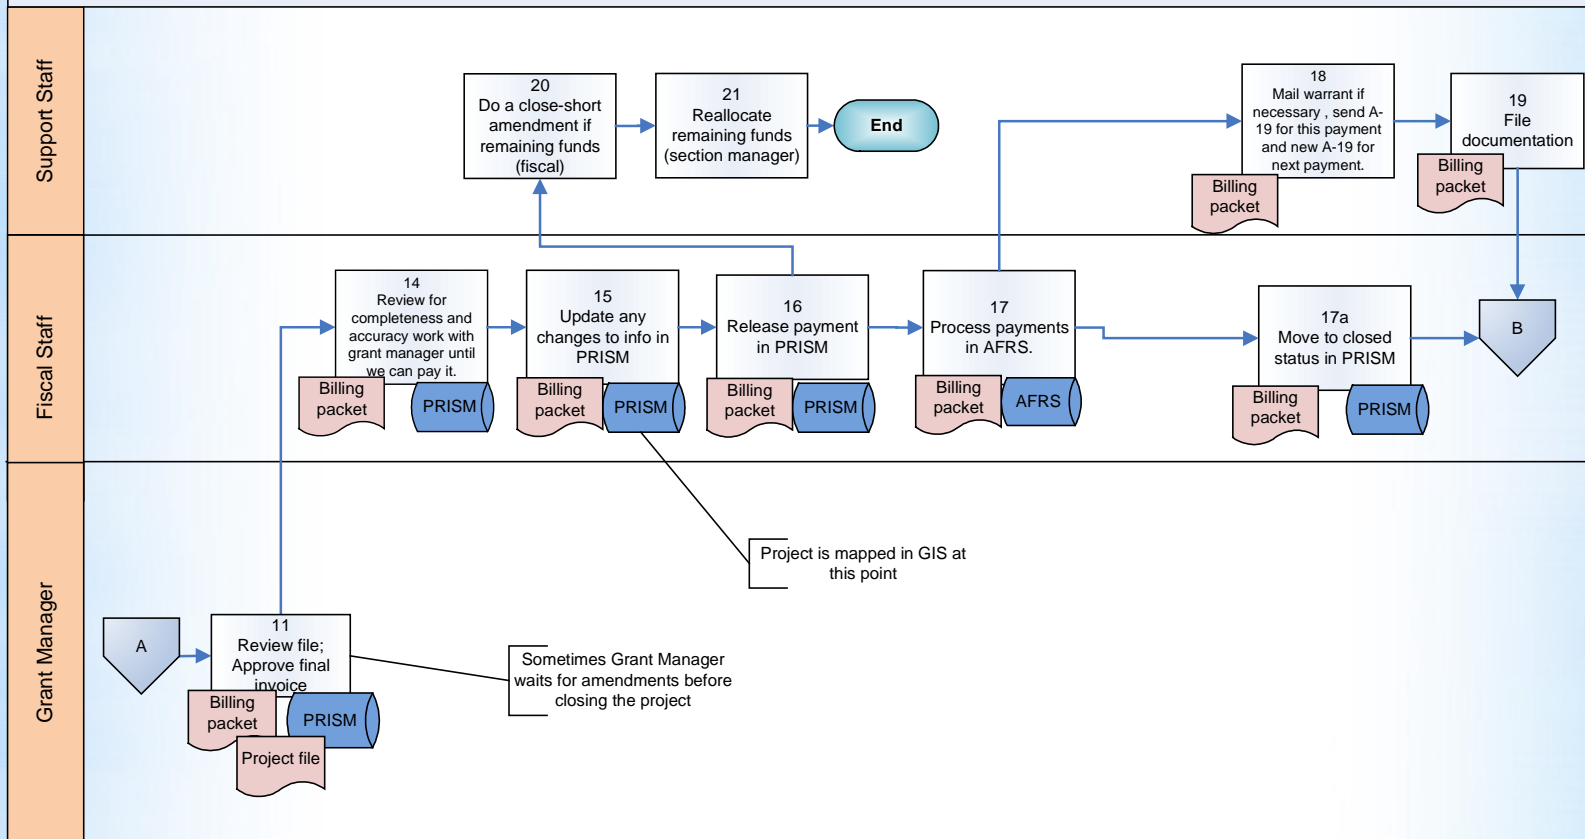 Support Staff
20
Do a close-short
amendment if
remaining funds
(fiscal)
21
Reallocate
remaining funds
(section manager)
End
18
Mail warrant if
necessary , send A-
19 for this payment
and new A-19 for
next payment.
Billing
packet
19
File
documentation
Billing
packet
Fiscal Staff
14
Review for
completeness and
accuracy work with
grant manager until
we can pay it.
Billing
packet
PRISM
15
Update any
changes to info in
PRISM
Billing
packet
PRISM
16
Release payment
in PRISM
Billing
packet
PRISM
17
Process payments
in AFRS.
Billing
packet
AFRS
17a
Move to closed
status in PRISM
Billing
packet
PRISM
B
Project is mapped in GIS at
this point
Grant Manager
A
11
Review file;
Approve final
invoice
Billing
packet
PRISM
Project file
Sometimes Grant Manager
waits for amendments before
closing the project